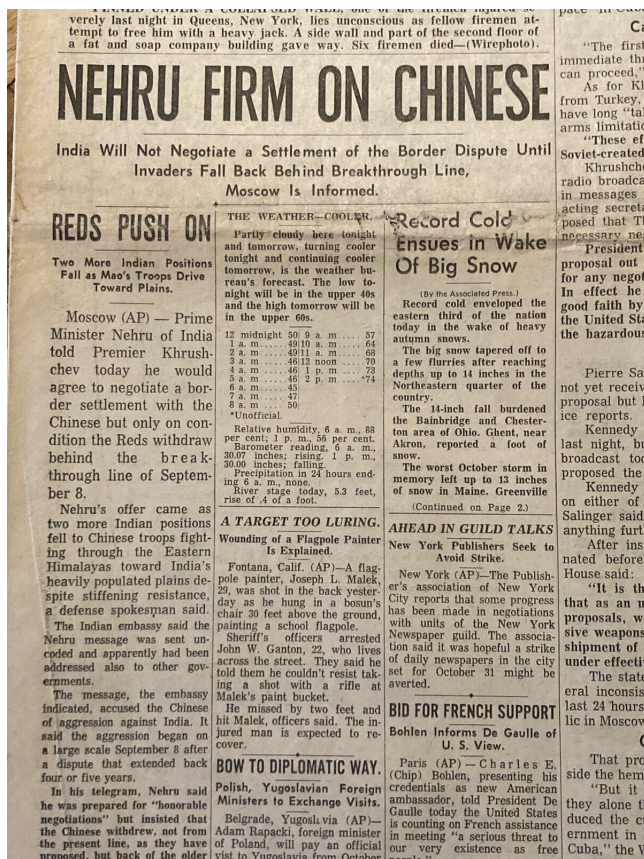 verely last night in Queens, New York, lies unconscious as fellow firemen at-
tempt to free him with a heavy jack. A side wall and part of the second floor of
a fat and soap company building gave way. Six firemen died—(Wirephoto).
NEHRU FIRM ON CHINESE
India Will Not Negotiate a Settlement of the Border Dispute Until
Invaders Fall Back Behind Breakthrough Line,
Moscow Is Informed.
REDS PUSH ON
Two More Indian Positions
Fall as Mao's Troops Drive
Toward Plains.
Moscow (AP) — Prime
Minister Nehru of India
told Premier Khrush-
chev today he would
agree to negotiate a bor-
der settlement with the
Chinese but only on con-
dition the Reds withdraw
behind the break-
through line of Septem-
ber 8.
Nehru's offer came as
two more Indian positions
fell to Chinese troops fight-
ing through the Eastern
Himalayas toward India's
heavily populated plains de-
spite stiffening resistance,
a defense spokesman said.
The Indian embassy said the
Nehru message was sent un-
coded and apparently had been
addressed also to other gov-
ernments.
The message, the embassy
indicated, accused the Chinese
of aggression against India. It
said the aggression began on
a large scale September 8 after
a dispute that extended back
four or five years.
In his telegram, Nehru said
he was prepared for "honorable
negotiations" but insisted that
the Chinese withdrew, not from
the present line, as they have
proposed, but back of the older
THE WEATHER—COOLER.
Partly cloudy here tonight
and tomorrow, turning cooler
tonight and continuing cooler
tomorrow, is the weather bu-
reau's forecast. The low to-
night will be in the upper 40s
and the high tomorrow will be
in the upper 60s.
12 midnight 50 9 a. m. .... 57
1 a. m. .....49 10 a. m. .... 64
2 a. m. .....49 11 a. m. .... 68
3 a. m. .....46 12 noon .... 70
4 a. m. .....46 1 p. m. .... 73
5 a. m. .....46 2 p. m. ....*74
6 a. m. .....45
7 a. m. .....47
8 a. m. .....50
*Unofficial.
Relative humidity, 6 a. m., 88
per cent; 1 p. m., 56 per cent.
Barometer reading, 6 a. m.,
30.07 inches; rising. 1 p. m.,
30.00 inches; falling.
Precipitation in 24 hours end-
ing 6 a. m., none.
River stage today, 5.3 feet,
rise of .4 of a foot.
A TARGET TOO LURING.
Wounding of a Flagpole Painter
Is Explained.
Fontana, Calif. (AP)—A flag-
pole painter, Joseph L. Malek,
29, was shot in the back yester-
day as he hung in a bosun's
chair 30 feet above the ground,
painting a school flagpole.
Sheriff's officers arrested
John W. Ganton, 22, who lives
across the street. They said he
told them he couldn't resist tak-
ing a shot with a rifle at
Malek's paint bucket.
He missed by two feet and
hit Malek, officers said. The in-
jured man is expected to re-
cover.
BOW TO DIPLOMATIC WAY.
Polish, Yugoslavian Foreign
Ministers to Exchange Visits.
Belgrade, Yugoslavia (AP)—
Adam Rapacki, foreign minister
of Poland, will pay an official
visit to Yugoslavia from October
Record Cold
Ensues in Wake
Of Big Snow
(By the Associated Press.)
Record cold enveloped the
eastern third of the nation
today in the wake of heavy
autumn snows.
The big snow tapered off to
a few flurries after reaching
depths up to 14 inches in the
Northeastern quarter of the
country.
The 14-inch fall burdened
the Bainbridge and Chester-
ton area of Ohio. Ghent, near
Akron, reported a foot of
snow.
The worst October storm in
memory left up to 13 inches
of snow in Maine. Greenville
(Continued on Page 2.)
AHEAD IN GUILD TALKS
New York Publishers Seek to
Avoid Strike.
New York (AP)—The Publish-
er's association of New York
City reports that some progress
has been made in negotiations
with units of the New York
Newspaper guild. The associa-
tion said it was hopeful a strike
of daily newspapers in the city
set for October 31 might be
averted.
BID FOR FRENCH SUPPORT
Bohlen Informs De Gaulle of
U. S. View.
Paris (AP) — Charles E.
(Chip) Bohlen, presenting his
credentials as new American
ambassador, told President De
Gaulle today the United States
is counting on French assistance
in meeting "a serious threat to
our very existence as free
Ca
"The first
immediate thr
can proceed,"
As for Kh
from Turkey,
have long "tal
arms limitatio
"These ef
Soviet-created
Khrushche
radio broadca
in messages
acting secreta
posed that Th
necessary ne
President
proposal out
for any negot
In effect he
good faith by
the United Sta
the hazardous
Pierre Sa
not yet receiv
proposal but
ice reports.
Kennedy
last night, bu
broadcast tod
proposed the
Kennedy
on either of
Salinger said
anything furt
After ins
nated before
House said:
"It is th
that as an u
proposals, w
sive weapons
shipment of
under effecti
The state
eral inconsis
last 24 hours
lic in Moscow
That pro
side the hem
"But it
they alone th
duced the cu
ernment in
Cuba," the